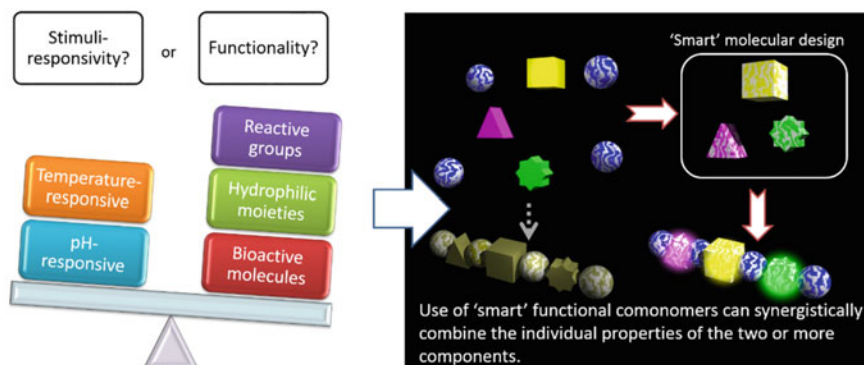 Stimuli-
responsivity?
or
Functionality?
Reactive
groups
Temperature-
responsive
Hydrophilic
moieties
pH-
responsive
Bioactive
molecules
'Smart' molecular design
Use of 'smart' functional comonomers can synergistically
combine the individual properties of the two or more
components.